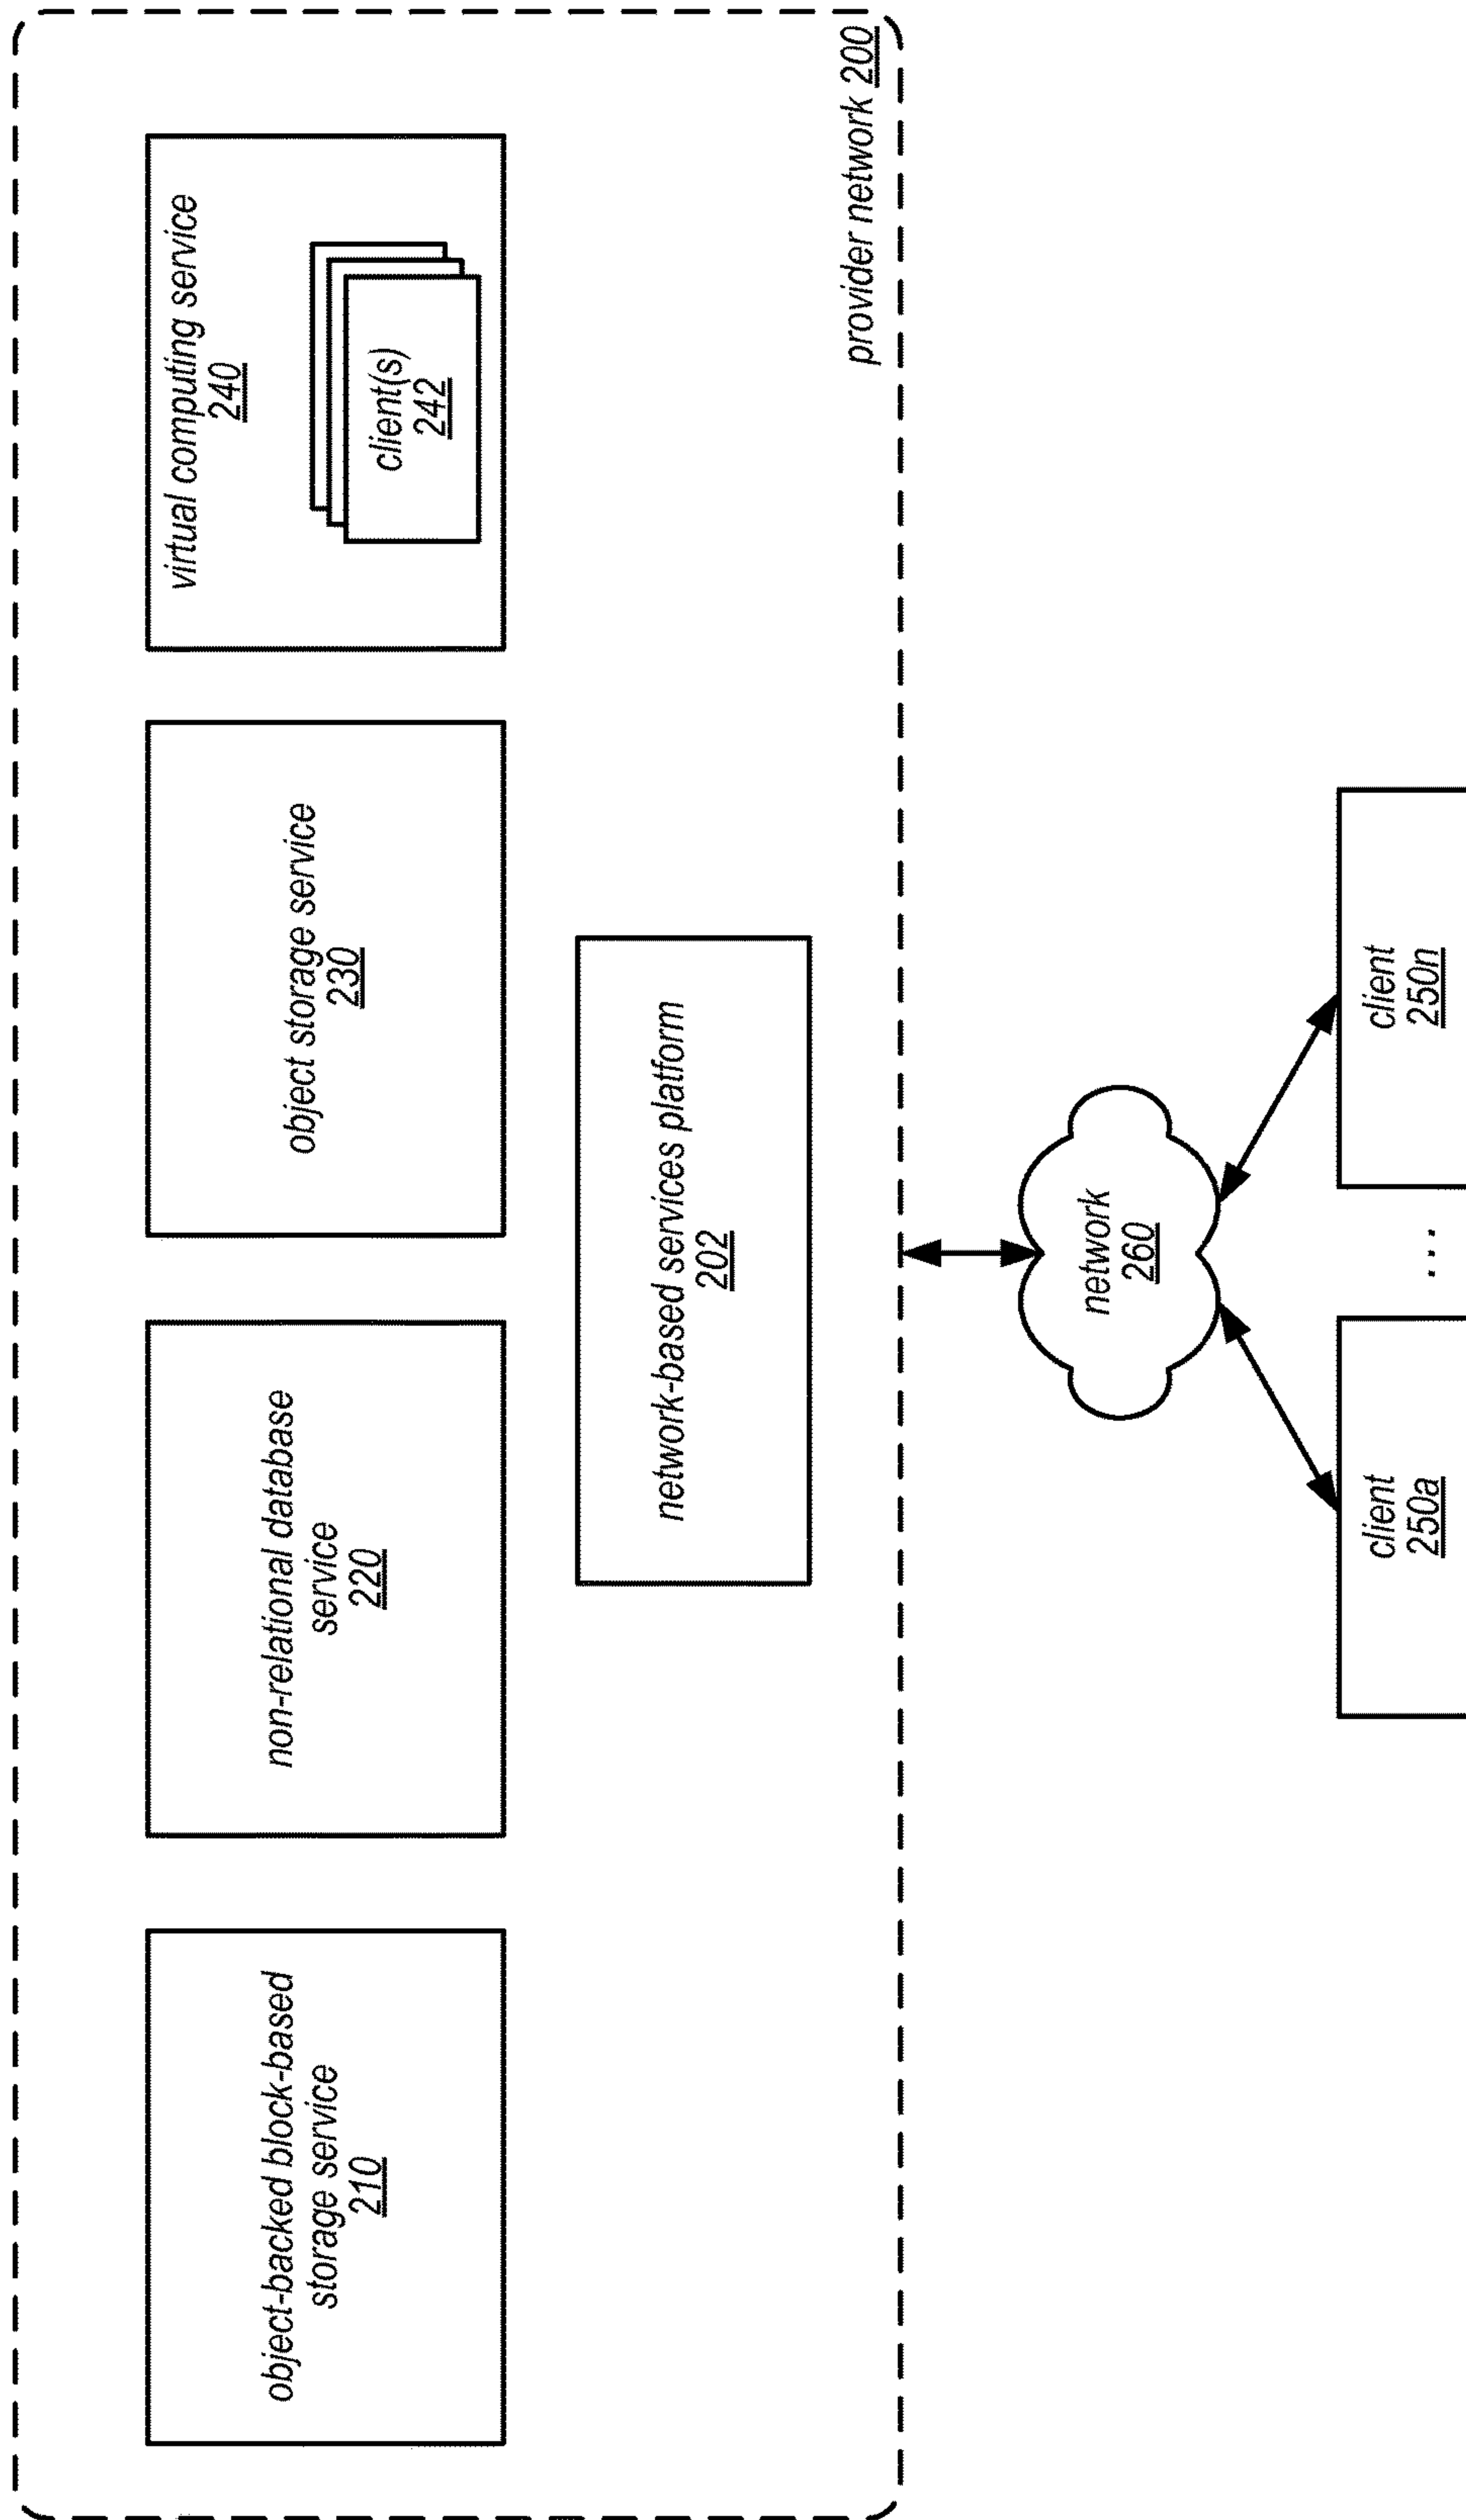 object-backed block-based
storage service
210
non-relational database
service
220
object storage service
230
virtual computing service
240
client(s)
242
network-based services platform
202
provider network 200
network
260
client
250a
...
client
250n